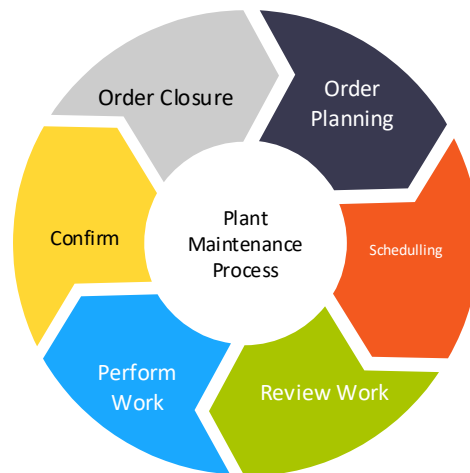 Order Closure
Order
Planning
Schedulling
Review Work
Perform
Work
Confirm
Plant
Maintenance
Process